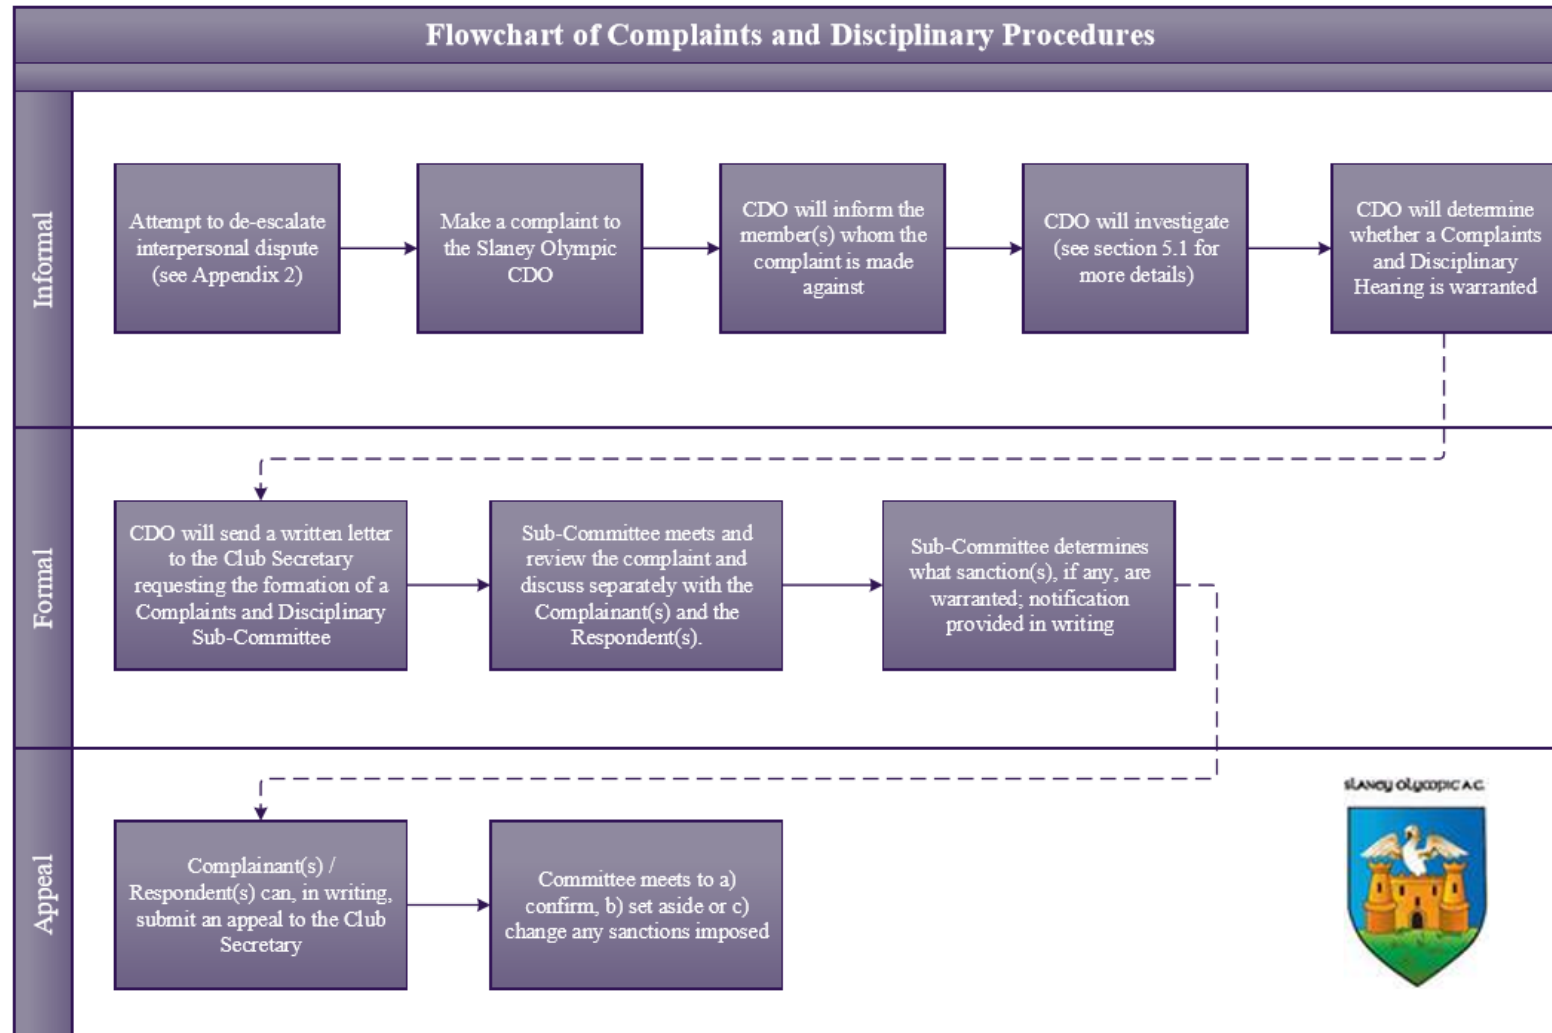 Flowchart of Complaints and Disciplinary Procedures
Informal
Attempt to de-escalate
interpersonal dispute
(see Appendix 2)
Make a complaint to
the Slaney Olympic
CDO
CDO will inform the
member(s) whom the
complaint is made
against
CDO will investigate
(see section 5.1 for
more details)
CDO will determine
whether a Complaints
and Disciplinary
Hearing is warranted
Formal
CDO will send a written letter
to the Club Secretary
requesting the formation of a
Complaints and Disciplinary
Sub-Committee
Sub-Committee meets and
review the complaint and
discuss separately with the
Complainant(s) and the
Respondent(s).
Sub-Committee determines
what sanction(s), if any, are
warranted; notification
provided in writing
Appeal
Complainant(s) /
Respondent(s) can, in writing,
submit an appeal to the Club
Secretary
Committee meets to a)
confirm, b) set aside or c)
change any sanctions imposed
SLANEY OLYMPIC A.C.